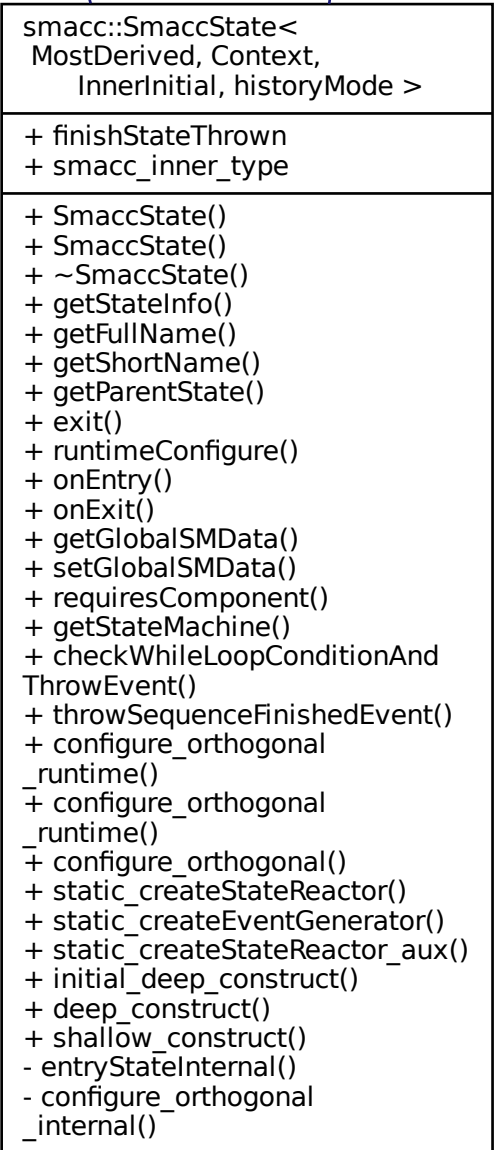 smacc::SmaccState<
MostDerived, Context,
InnerInitial, historyMode >
+ finishStateThrown
+ smacc_inner_type
+ SmaccState()
+ SmaccState()
+ ~SmaccState()
+ getStateInfo()
+ getFullName()
+ getShortName()
+ getParentState()
+ exit()
+ runtimeConfigure()
+ onEntry()
+ onExit()
+ getGlobalSMData()
+ setGlobalSMData()
+ requiresComponent()
+ getStateMachine()
+ checkWhileLoopConditionAnd
ThrowEvent()
+ throwSequenceFinishedEvent()
+ configure_orthogonal
_runtime()
+ configure_orthogonal
_runtime()
+ configure_orthogonal()
+ static_createStateReactor()
+ static_createEventGenerator()
+ static_createStateReactor_aux()
+ initial_deep_construct()
+ deep_construct()
+ shallow_construct()
- entryStateInternal()
- configure_orthogonal
_internal()